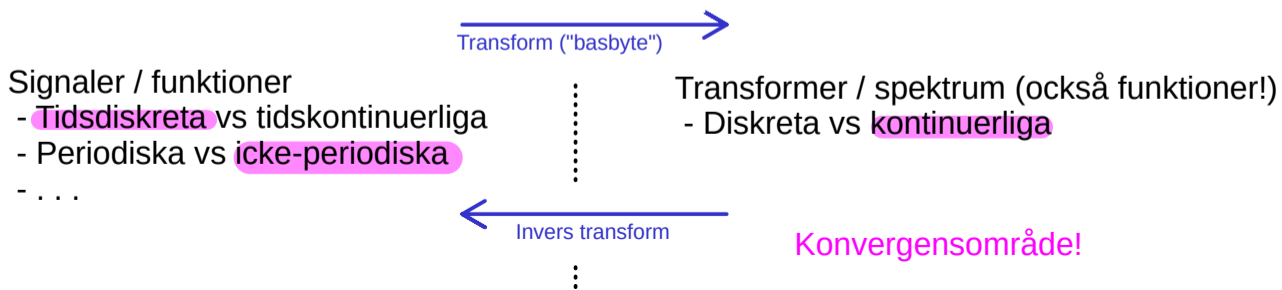 Transform ("basbyte")
Signaler / funktioner
- Tidsdiskreta vs tidskontinuerliga
- Periodiska vs icke-periodiska
- . . .
Transformer / spektrum (också funktioner!)
- Diskreta vs kontinuerliga
Invers transform
Konvergensområde!